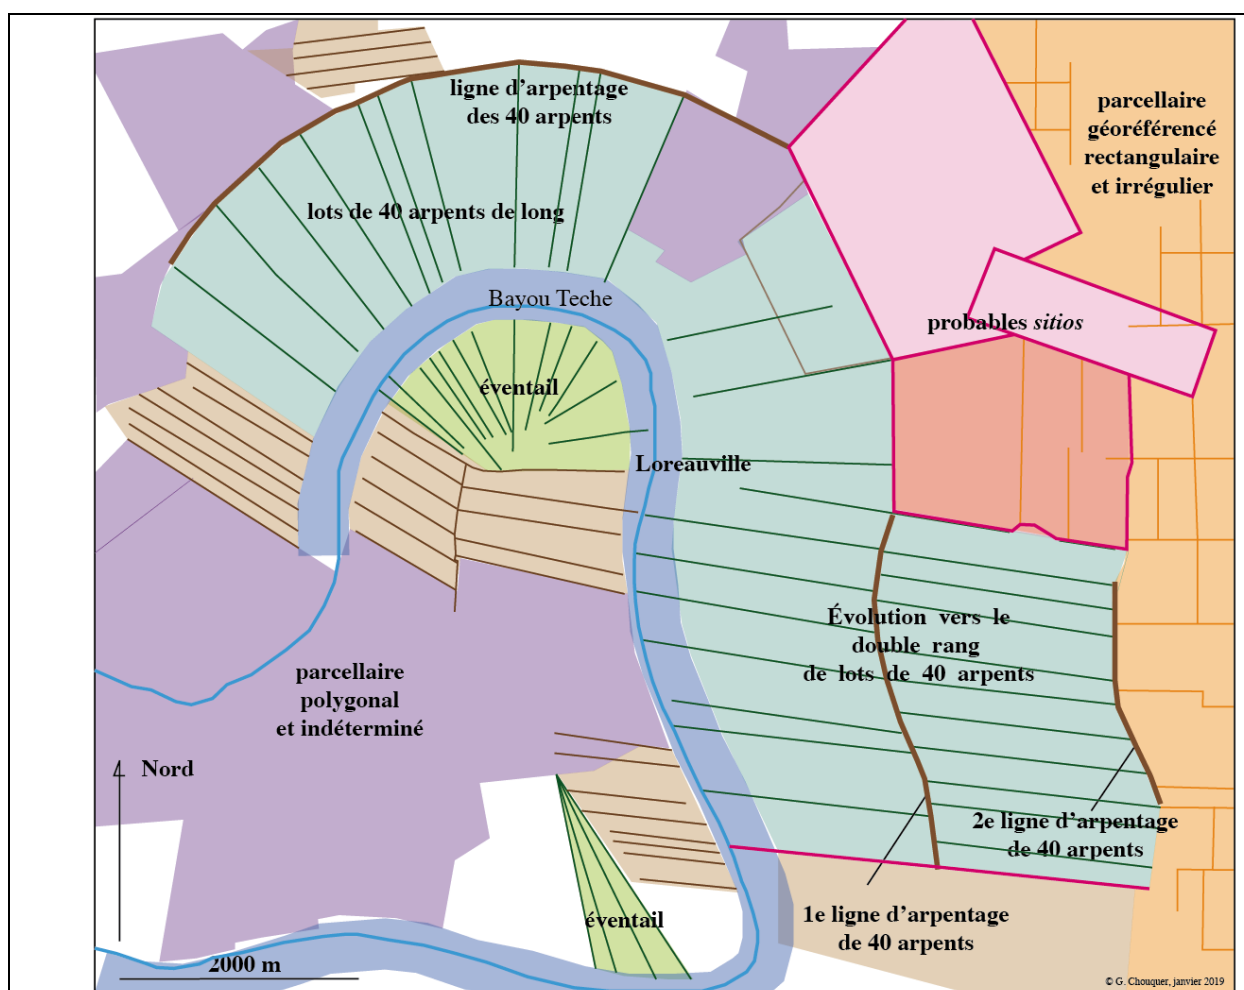 ligne d'arpentage
des 40 arpents
parcellaire
géoréférencé
rectangulaire
et irrégulier
lots de 40 arpents de long
Bayou Teche
probables sitios
éventail
Loreauville
Évolution vers le
double rang
de lots de 40 arpents
parcellaire
polygonal
et indéterminé
Nord
2e ligne d'arpentage
de 40 arpents
éventail
1e ligne d'arpentage
de 40 arpents
2000 m
© G. Chouquer, janvier 2019